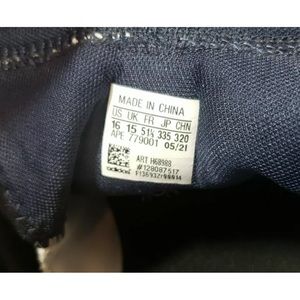 MADE IN CHINA
US UK FR JP CHN
16 15 51⅓ 335 320
APE 779001 05/21
ART H68988
#128087517
adidas